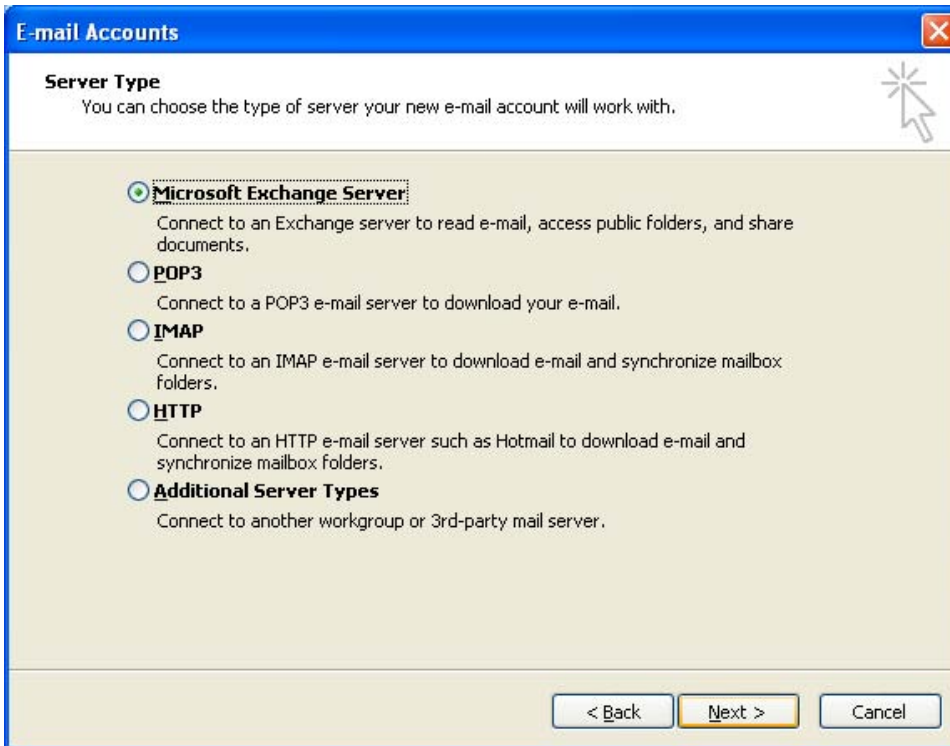 E-mail Accounts
Server Type
You can choose the type of server your new e-mail account will work with.
Microsoft Exchange Server
Connect to an Exchange server to read e-mail, access public folders, and share
documents.
POP3
Connect to a POP3 e-mail server to download your e-mail.
IMAP
Connect to an IMAP e-mail server to download e-mail and synchronize mailbox
folders.
HTTP
Connect to an HTTP e-mail server such as Hotmail to download e-mail and
synchronize mailbox folders.
Additional Server Types
Connect to another workgroup or 3rd-party mail server.
< Back Next > Cancel